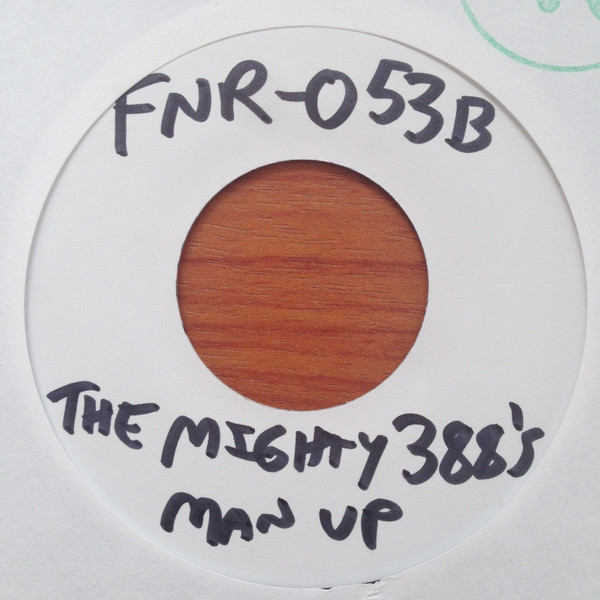 FNR-053B
THE MIGHTY 388's
MAN UP